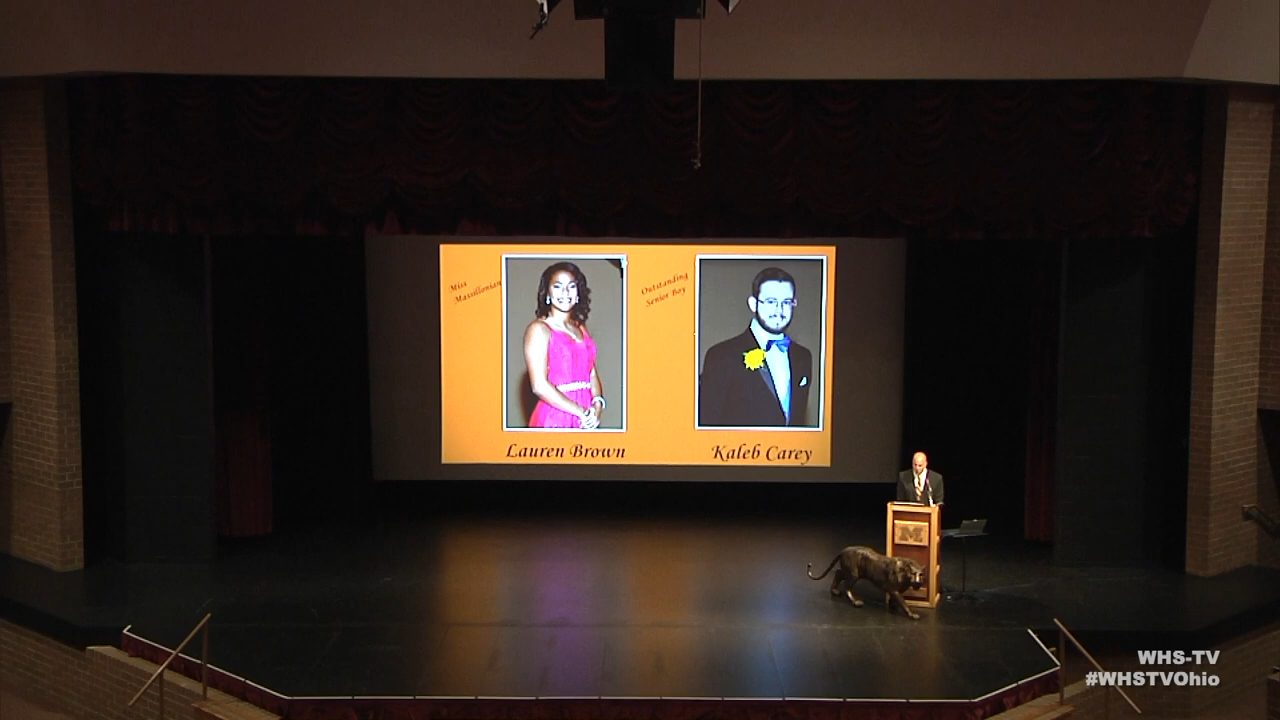 Miss
Massillonian
Outstanding
Senior Boy
Lauren Brown
Kaleb Carey
M
WHS-TV
#WHSTVOhio